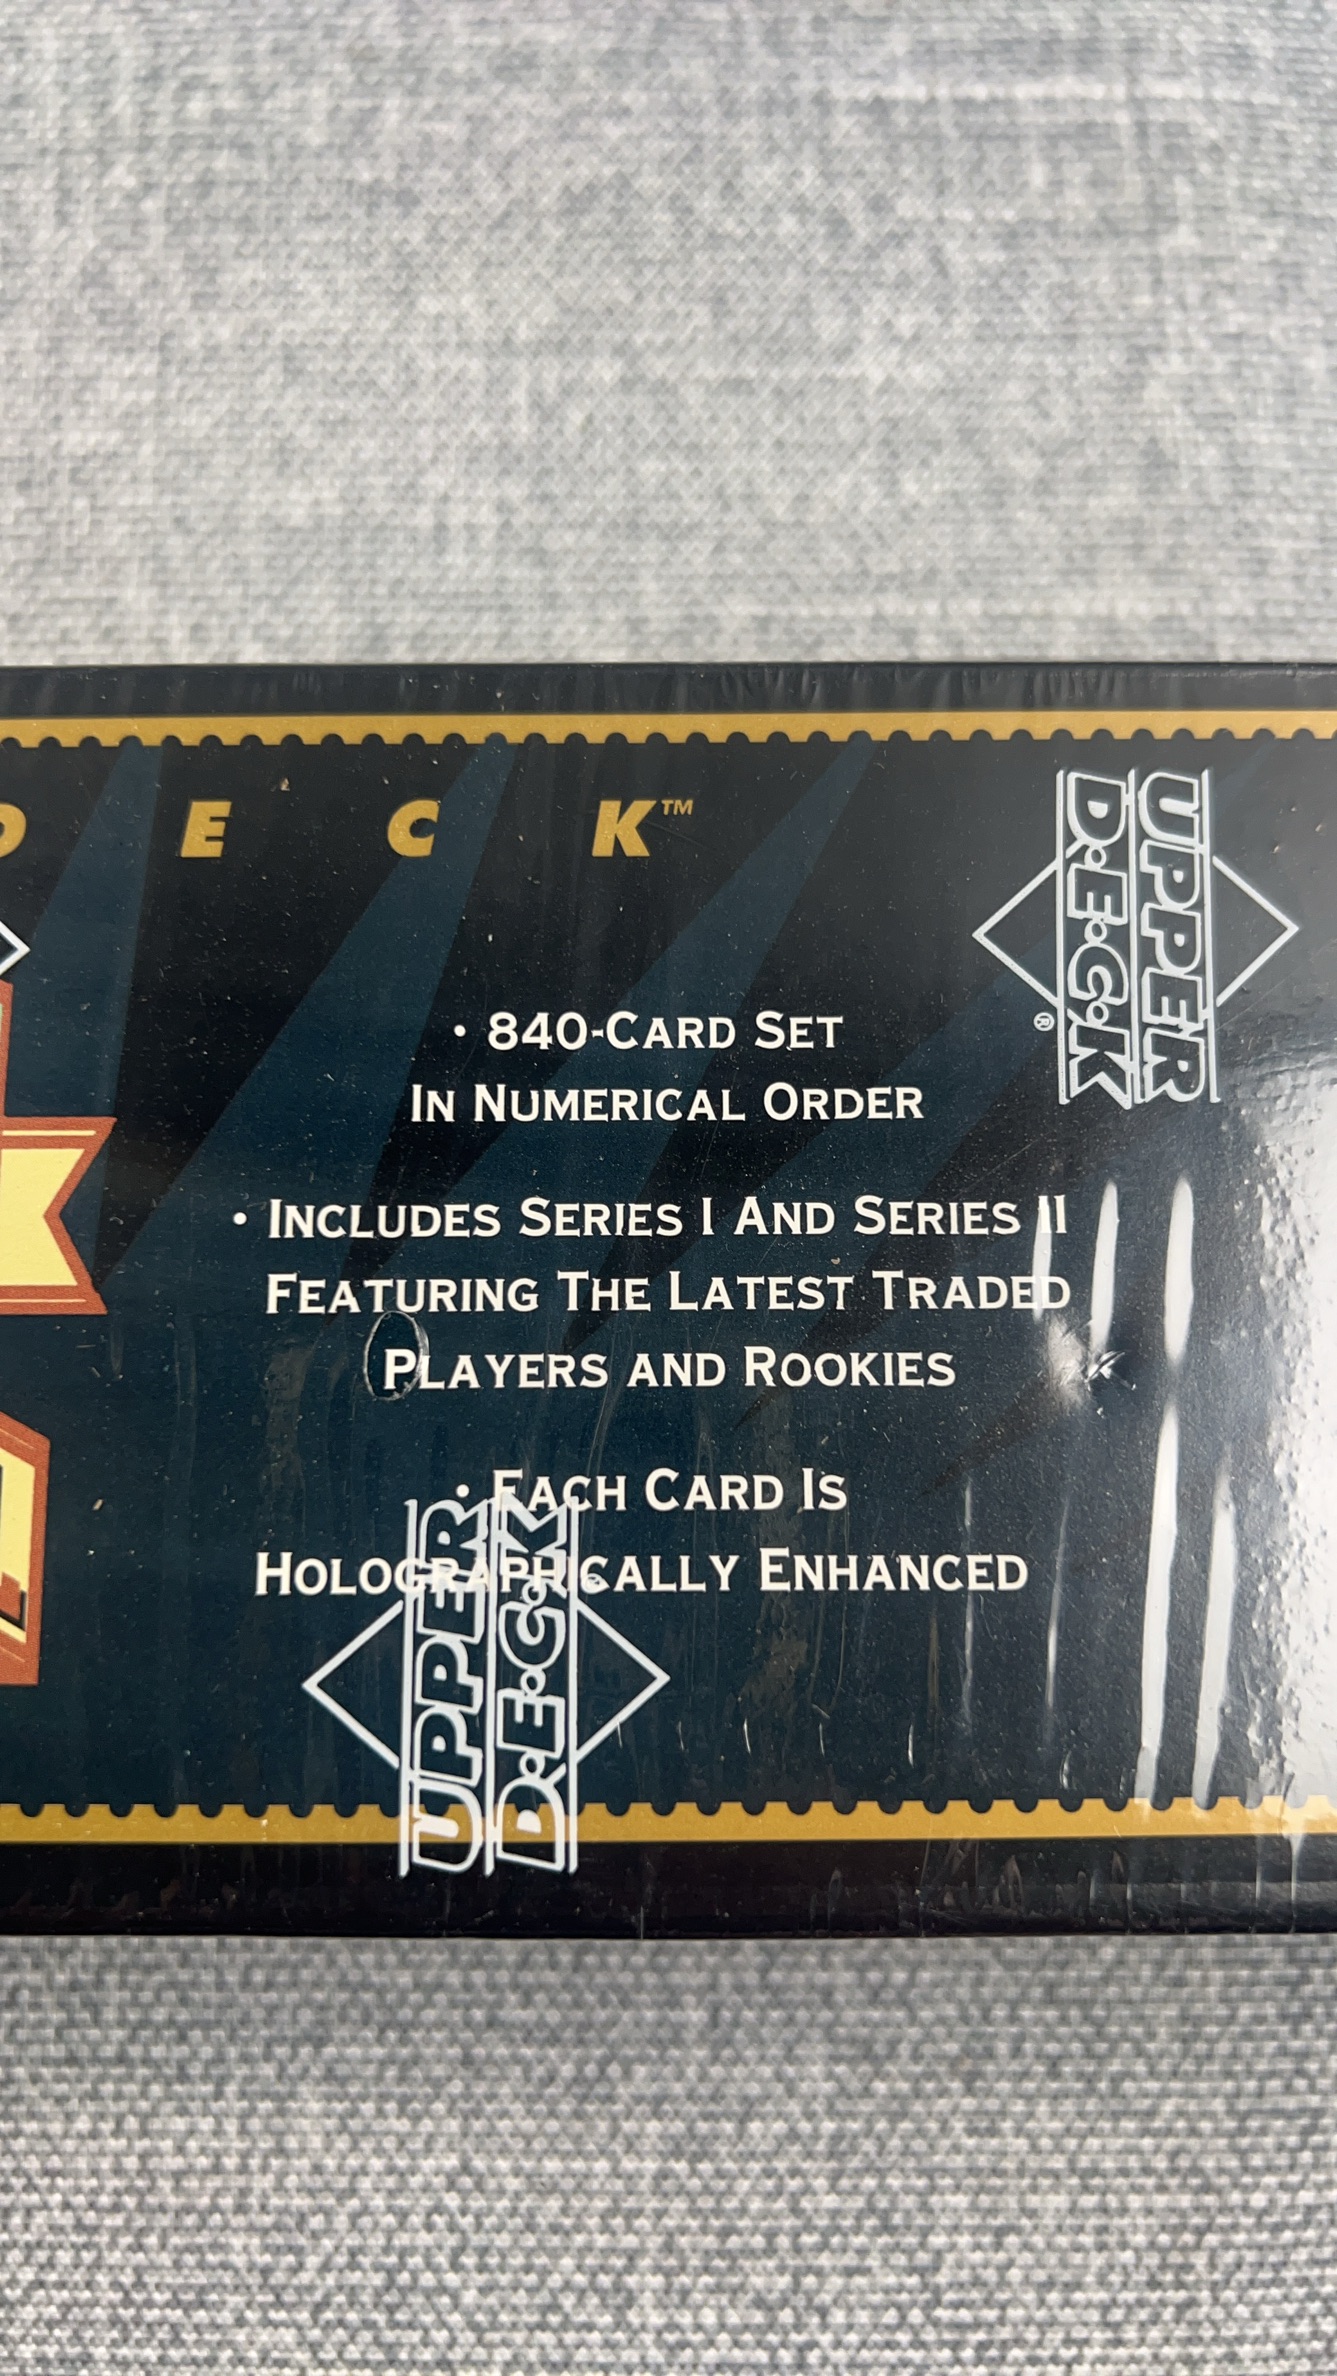 D E C K™
UPPER
D•E•C•K®
• 840-CARD SET
IN NUMERICAL ORDER
• INCLUDES SERIES I AND SERIES II
FEATURING THE LATEST TRADED
PLAYERS AND ROOKIES
• EACH CARD IS
HOLOGRAPHICALLY ENHANCED
UPPER
D•E•C•K